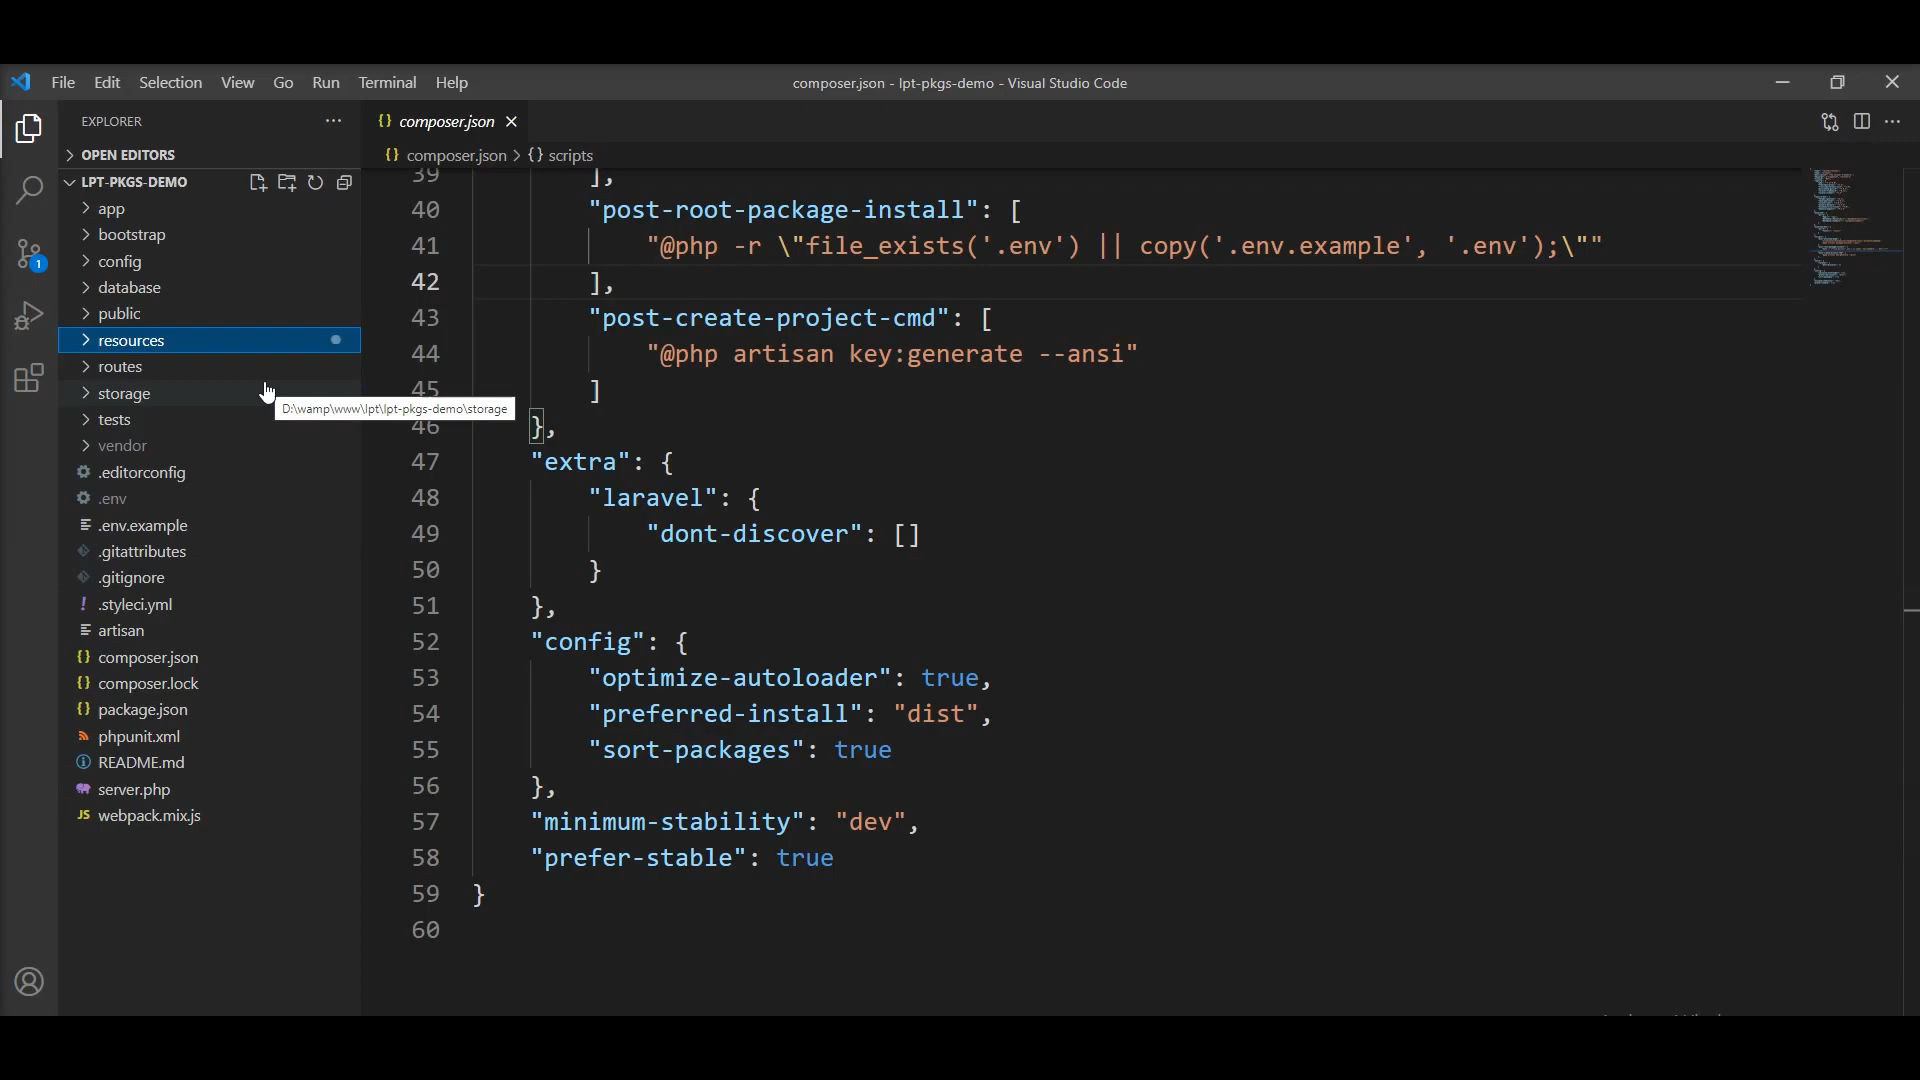 File Edit Selection View Go Run Terminal Help
composer.json - lpt-pkgs-demo - Visual Studio Code
EXPLORER
OPEN EDITORS
LPT-PKGS-DEMO
app
bootstrap
config
database
public
resources
routes
storage
tests
vendor
.editorconfig
.env
.env.example
.gitattributes
.gitignore
.styleci.yml
artisan
composer.json
composer.lock
package.json
phpunit.xml
README.md
server.php
webpack.mix.js
1
D:\wamp\www\lpt\lpt-pkgs-demo\storage
composer.json
composer.json > {} scripts
39 ],
40 "post-root-package-install": [
41 "@php -r \"file_exists('.env') || copy('.env.example', '.env');\""
42 ],
43 "post-create-project-cmd": [
44 "@php artisan key:generate --ansi"
45 ]
46 },
47 "extra": {
48 "laravel": {
49 "dont-discover": []
50 }
51 },
52 "config": {
53 "optimize-autoloader": true,
54 "preferred-install": "dist",
55 "sort-packages": true
56 },
57 "minimum-stability": "dev",
58 "prefer-stable": true
59 }
60